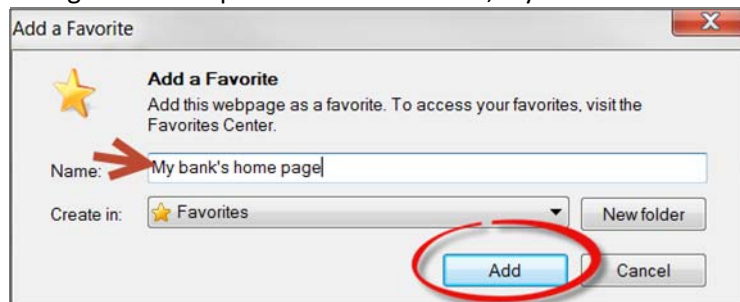 Add a Favorite
Add a Favorite
Add this webpage as a favorite. To access your favorites, visit the
Favorites Center.
Name: My bank's home page
Create in: Favorites New folder
Add Cancel